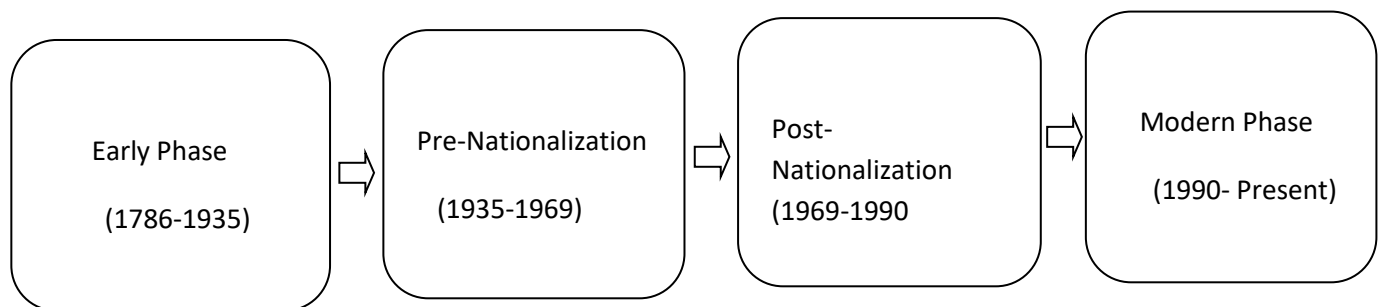 Early Phase
(1786-1935)
Pre-Nationalization
(1935-1969)
Post-
Nationalization
(1969-1990
Modern Phase
(1990- Present)